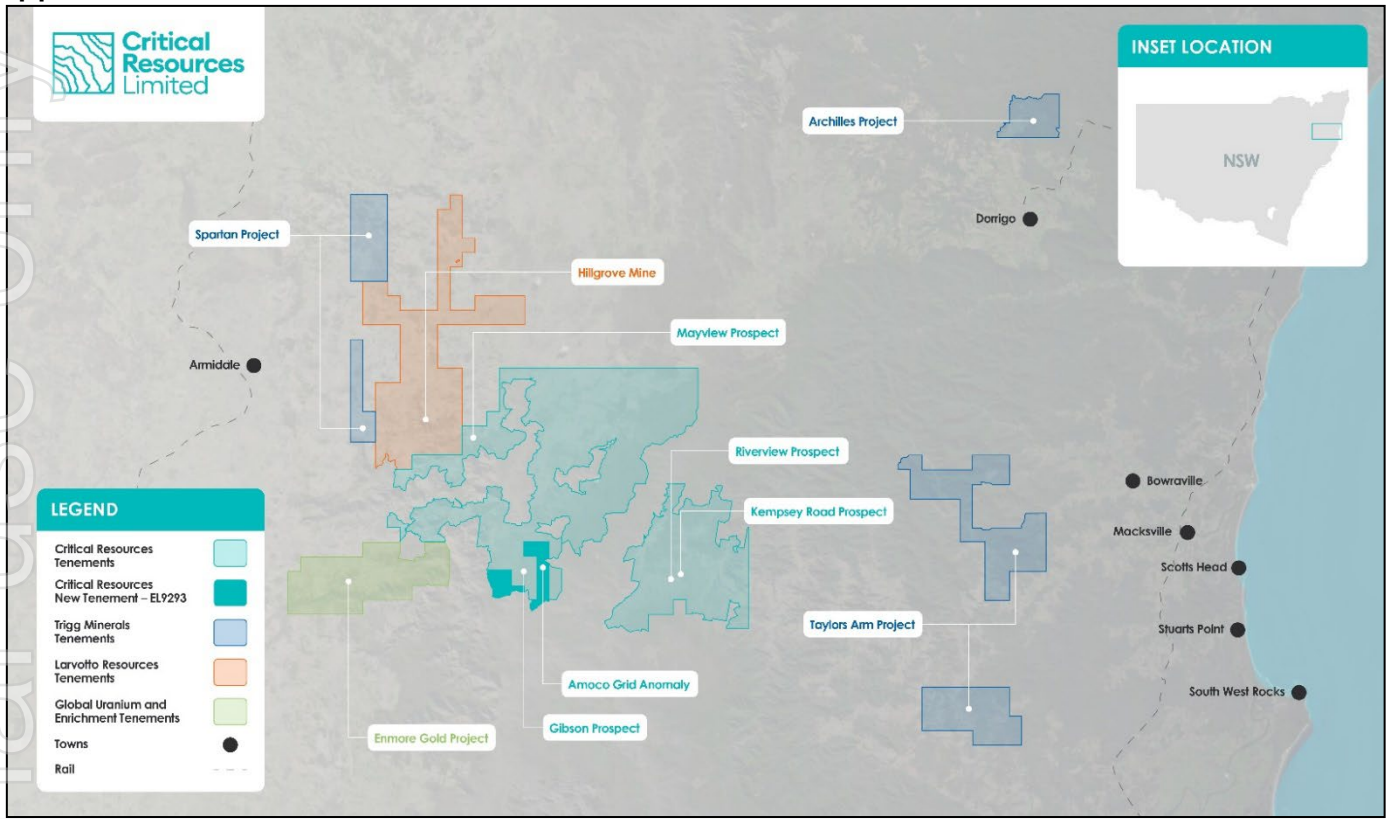 Critical
Resources
Limited
INSET LOCATION
NSW
Archilles Project
Dorrigo
Spartan Project
Hillgrove Mine
Mayview Prospect
Armidale
Riverview Prospect
Bowraville
Kempsey Road Prospect
Macksville
Scotts Head
Taylors Arm Project
Stuarts Point
Amoco Grid Anomaly
South West Rocks
Gibson Prospect
Enmore Gold Project
LEGEND
Critical Resources
Tenements
Critical Resources
New Tenement – EL9293
Trigg Minerals
Tenements
Larvotto Resources
Tenements
Global Uranium and
Enrichment Tenements
Towns
Rail